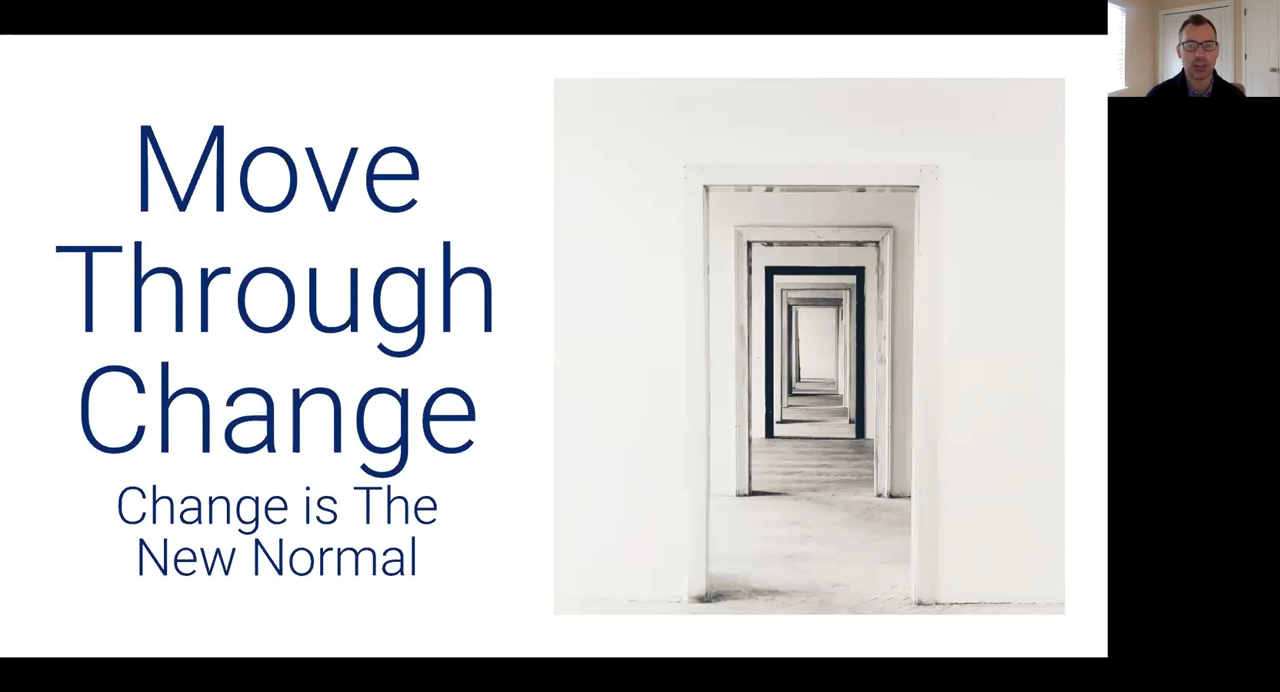 Move
Through
Change
Change is The
New Normal